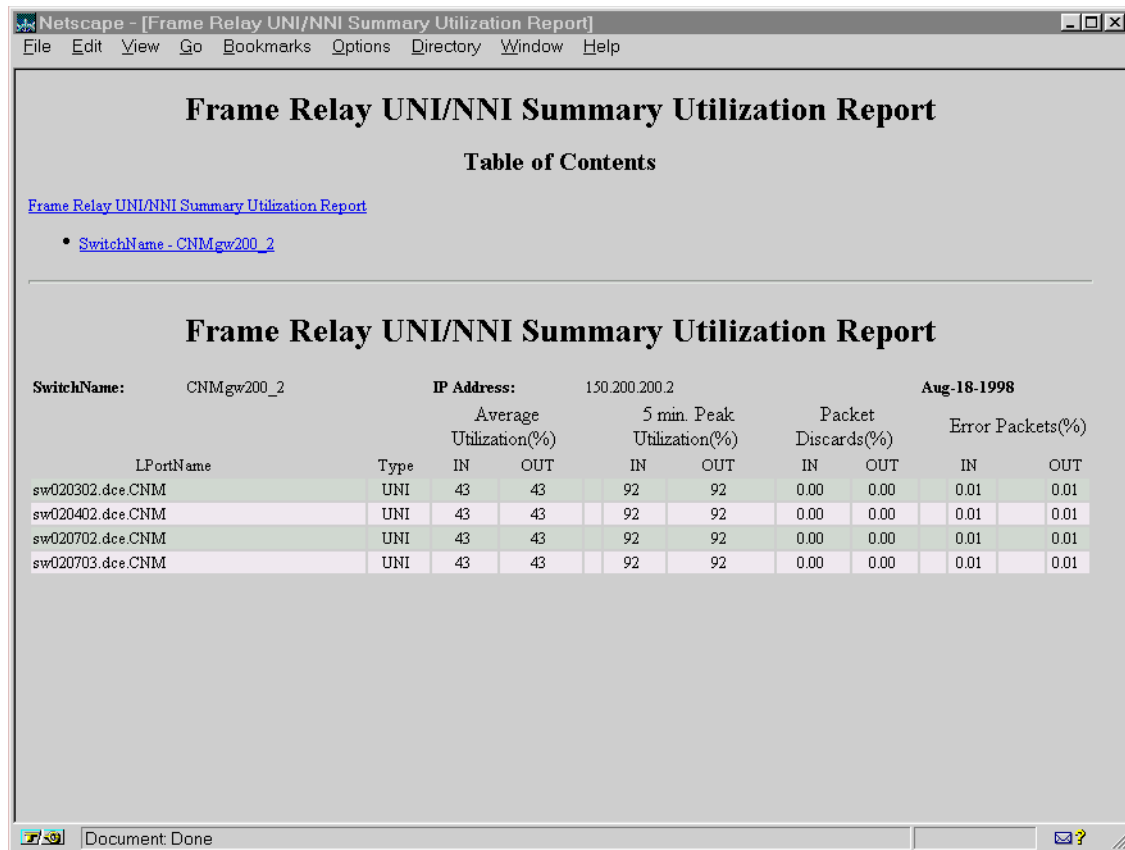 Netscape - [Frame Relay UNI/NNI Summary Utilization Report]
File Edit View Go Bookmarks Options Directory Window Help
Frame Relay UNI/NNI Summary Utilization Report
Table of Contents
Frame Relay UNI/NNI Summary Utilization Report
• SwitchName - CNMgw200_2
Frame Relay UNI/NNI Summary Utilization Report
SwitchName: CNMgw200_2 IP Address: 150.200.200.2 Aug-18-1998
Average 5 min. Peak Packet Error Packets(%)
Utilization(%) Utilization(%) Discards(%)
LPortName Type IN OUT IN OUT IN OUT IN OUT
sw020302.dce.CNM UNI 43 43 92 92 0.00 0.00 0.01 0.01
sw020402.dce.CNM UNI 43 43 92 92 0.00 0.00 0.01 0.01
sw020702.dce.CNM UNI 43 43 92 92 0.00 0.00 0.01 0.01
sw020703.dce.CNM UNI 43 43 92 92 0.00 0.00 0.01 0.01
Document: Done